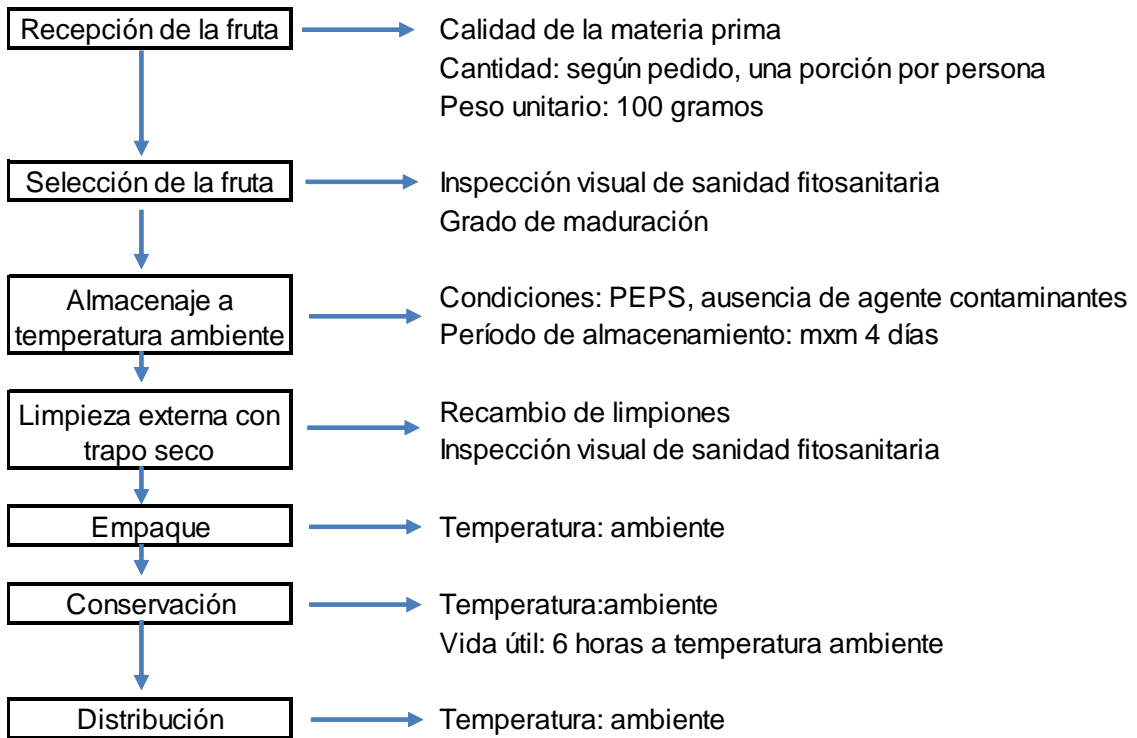 Recepción de la fruta
Calidad de la materia prima
Cantidad: según pedido, una porción por persona
Peso unitario: 100 gramos
Selección de la fruta
Inspección visual de sanidad fitosanitaria
Grado de maduración
Almacenaje a
temperatura ambiente
Condiciones: PEPS, ausencia de agente contaminantes
Período de almacenamiento: mxm 4 días
Limpieza externa con
trapo seco
Recambio de limpiones
Inspección visual de sanidad fitosanitaria
Empaque
Temperatura: ambiente
Conservación
Temperatura:ambiente
Vida útil: 6 horas a temperatura ambiente
Distribución
Temperatura: ambiente